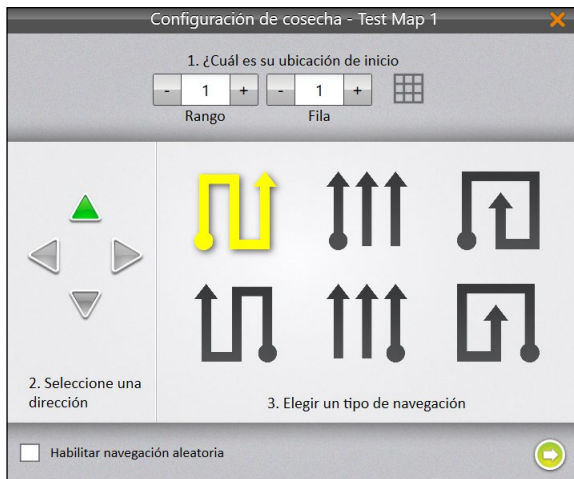 Configuración de cosecha - Test Map 1
1. ¿Cuál es su ubicación de inicio
- 1 + - 1 +
Rango Fila
2. Seleccione una
dirección
3. Elegir un tipo de navegación
Habilitar navegación aleatoria